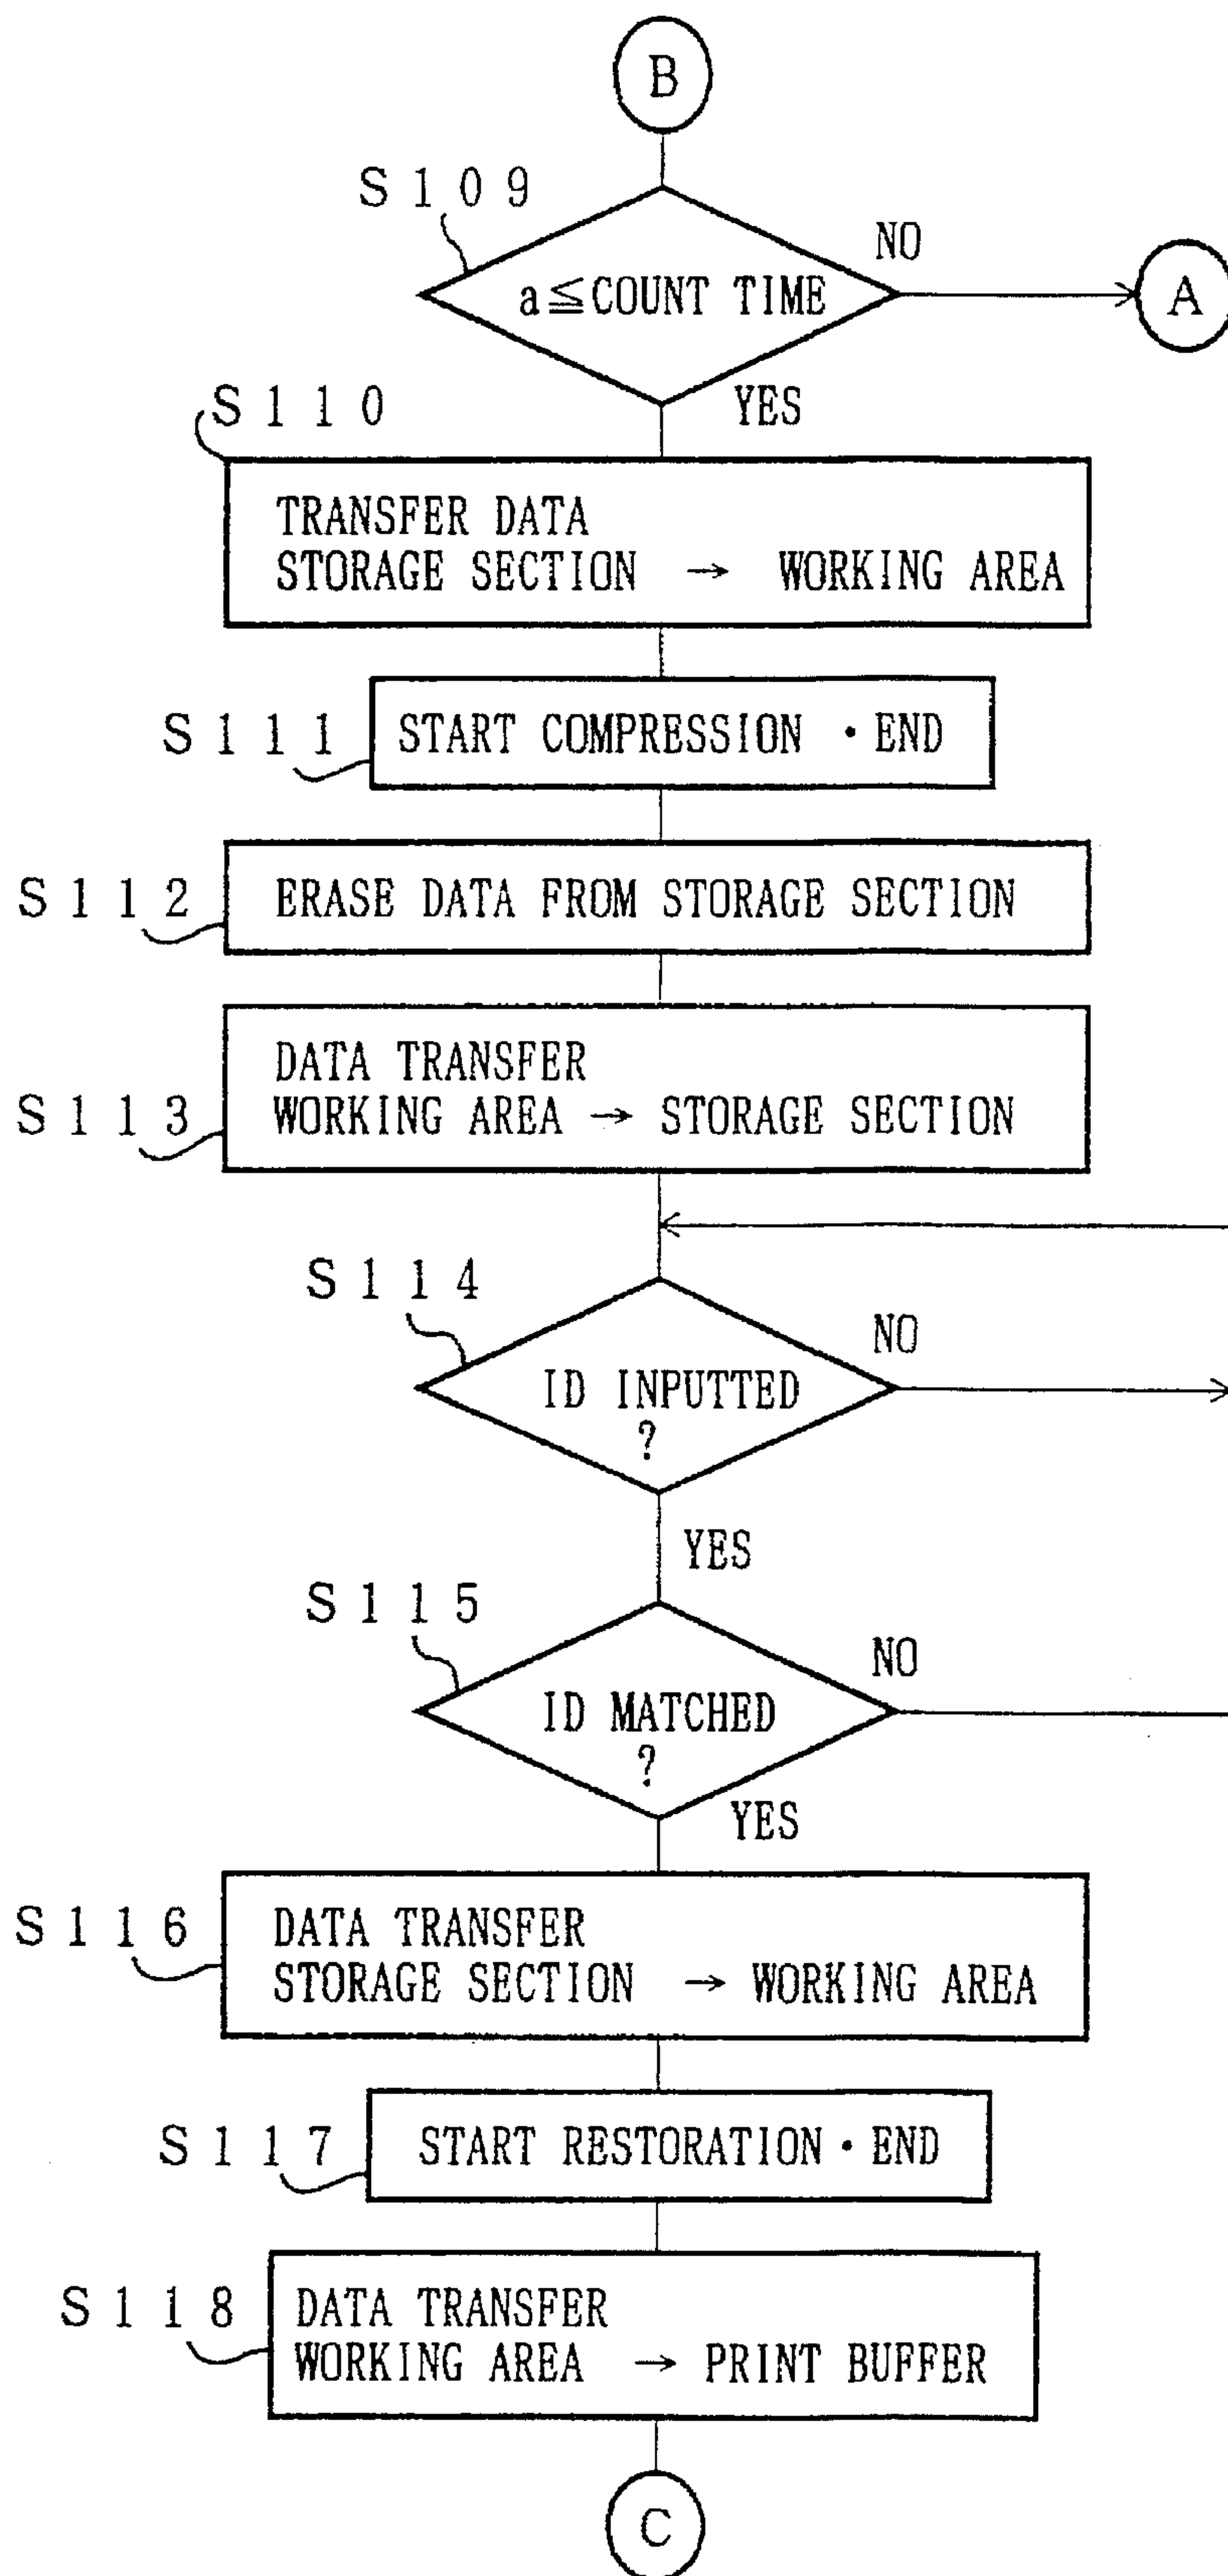 B
S109
NO
a≦COUNT TIME
A
YES
S110
TRANSFER DATA
STORAGE SECTION → WORKING AREA
S111
START COMPRESSION・END
S112
ERASE DATA FROM STORAGE SECTION
DATA TRANSFER
S113
WORKING AREA → STORAGE SECTION
S114
NO
ID INPUTTED
?
YES
S115
NO
ID MATCHED
?
YES
S116
DATA TRANSFER
STORAGE SECTION → WORKING AREA
S117
START RESTORATION・END
S118
DATA TRANSFER
WORKING AREA → PRINT BUFFER
C